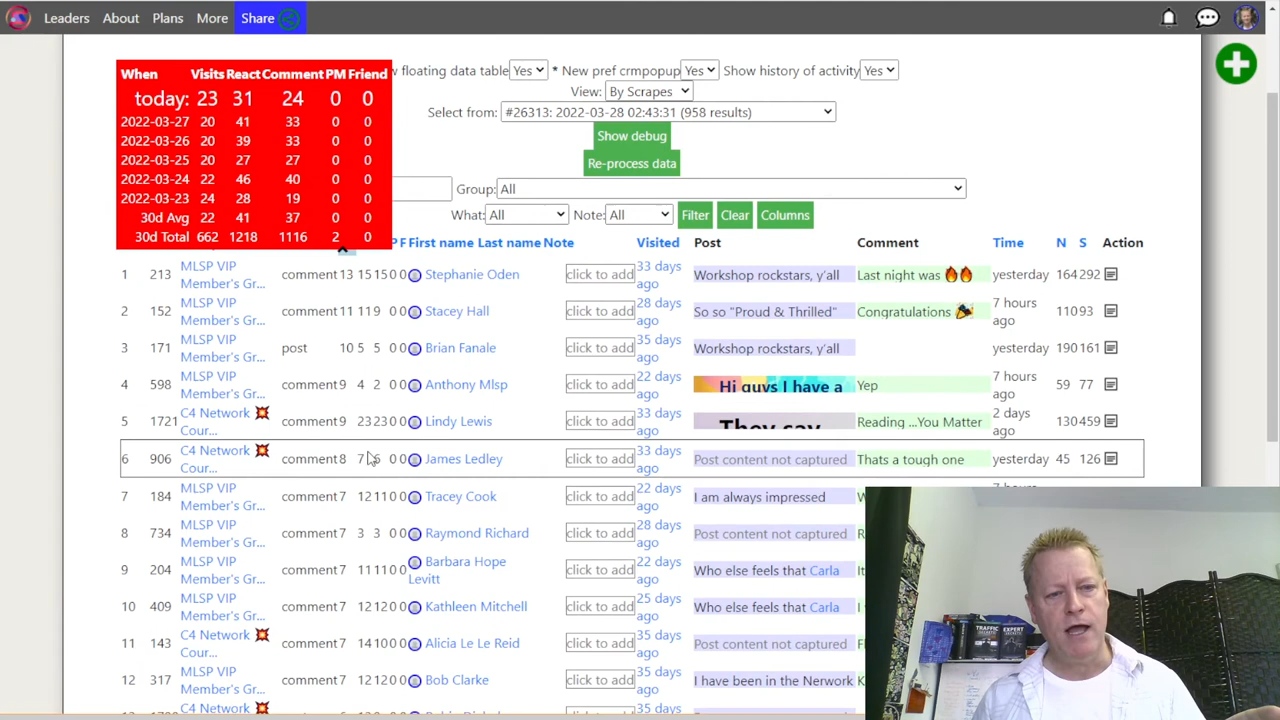 Leaders About Plans More Share
When Visits React Comment PM Friend
today: 23 31 24 0 0
2022-03-27 20 41 33 0 0
2022-03-26 20 39 33 0 0
2022-03-25 20 27 27 0 0
2022-03-24 22 46 40 0 0
2022-03-23 24 28 19 0 0
30d Avg 22 41 37 0 0
30d Total 662 1218 1116 2 0
w floating data table Yes * New pref crmpopup Yes Show history of activity Yes
View: By Scrapes
Select from: #26313: 2022-03-28 02:43:31 (958 results)
Show debug
Re-process data
Group: All
What: All Note: All Filter Clear Columns
P F First name Last name Note Visited Post Comment Time N S Action
1 213 MLSP VIP Member's Gr... comment 13 15 15 0 0 Stephanie Oden click to add 33 days ago Workshop rockstars, y'all Last night was 🔥🔥 yesterday 164 292
2 152 MLSP VIP Member's Gr... comment 11 11 9 0 0 Stacey Hall click to add 28 days ago So so "Proud & Thrilled" Congratulations 🎉 7 hours ago 110 93
3 171 MLSP VIP Member's Gr... post 10 5 5 0 0 Brian Fanale click to add 35 days ago Workshop rockstars, y'all yesterday 190 161
4 598 MLSP VIP Member's Gr... comment 9 4 2 0 0 Anthony Mlsp click to add 22 days ago Hi guys I have a Yep 7 hours ago 59 77
5 1721 C4 Network 💥 Cour... comment 9 23 23 0 0 Lindy Lewis click to add 33 days ago They say Reading ...You Matter 2 days ago 130 459
6 906 C4 Network 💥 Cour... comment 8 7 6 0 0 James Ledley click to add 33 days ago Post content not captured Thats a tough one yesterday 45 126
7 184 MLSP VIP Member's Gr... comment 7 12 11 0 0 Tracey Cook click to add 22 days ago I am always impressed
8 734 MLSP VIP Member's Gr... comment 7 3 3 0 0 Raymond Richard click to add 28 days ago Post content not captured
9 204 MLSP VIP Member's Gr... comment 7 11 11 0 0 Barbara Hope Levitt click to add 22 days ago Who else feels that Carla
10 409 MLSP VIP Member's Gr... comment 7 12 12 0 0 Kathleen Mitchell click to add 25 days ago Who else feels that Carla
11 143 C4 Network 💥 Cour... comment 7 14 10 0 0 Alicia Le Le Reid click to add 35 days ago Post content not captured
12 317 MLSP VIP Member's Gr... comment 7 12 12 0 0 Bob Clarke click to add 35 days ago I have been in the Nerwork
C4 Network 💥 33 days
TRAFFIC SECRETS EXPERT SECRETS